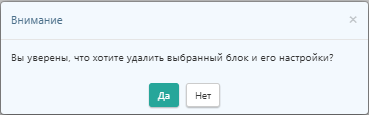 Внимание
Вы уверены, что хотите удалить выбранный блок и его настройки?
Да
Нет